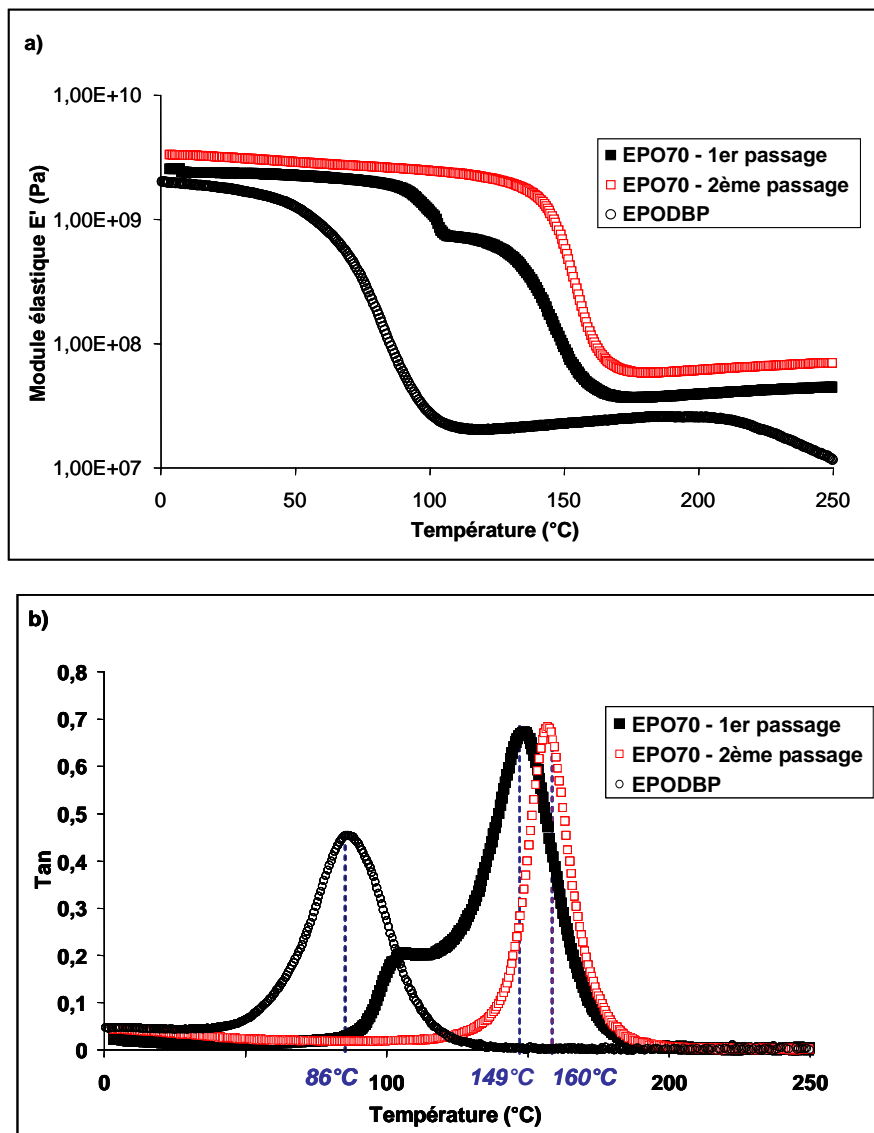 a)
1,00E+10
1,00E+09
1,00E+08
1,00E+07
Module élastique E' (Pa)
0
50
100
150
200
250
Température (°C)
EPO70 - 1er passage
EPO70 - 2ème passage
EPODBP
b)
0,8
0,7
0,6
0,5
0,4
0,3
0,2
0,1
0
Tan
EPO70 - 1er passage
EPO70 - 2ème passage
EPODBP
0
100
200
250
86°C
149°C
160°C
Température (°C)